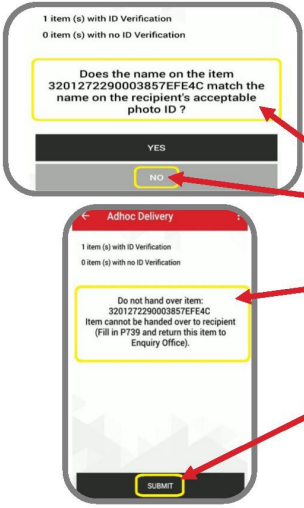 1 item (s) with ID Verification
0 item (s) with no ID Verification
Does the name on the item
3201272290003857EFE4C match the
name on the recipient's acceptable
photo ID ?
YES
NO
← Adhoc Delivery
1 item (s) with ID Verification
0 item (s) with no ID Verification
Do not hand over item:
3201272290003857EFE4C
Item cannot be handed over to recipient
(Fill in P739 and return this item to
Enquiry Office).
SUBMIT